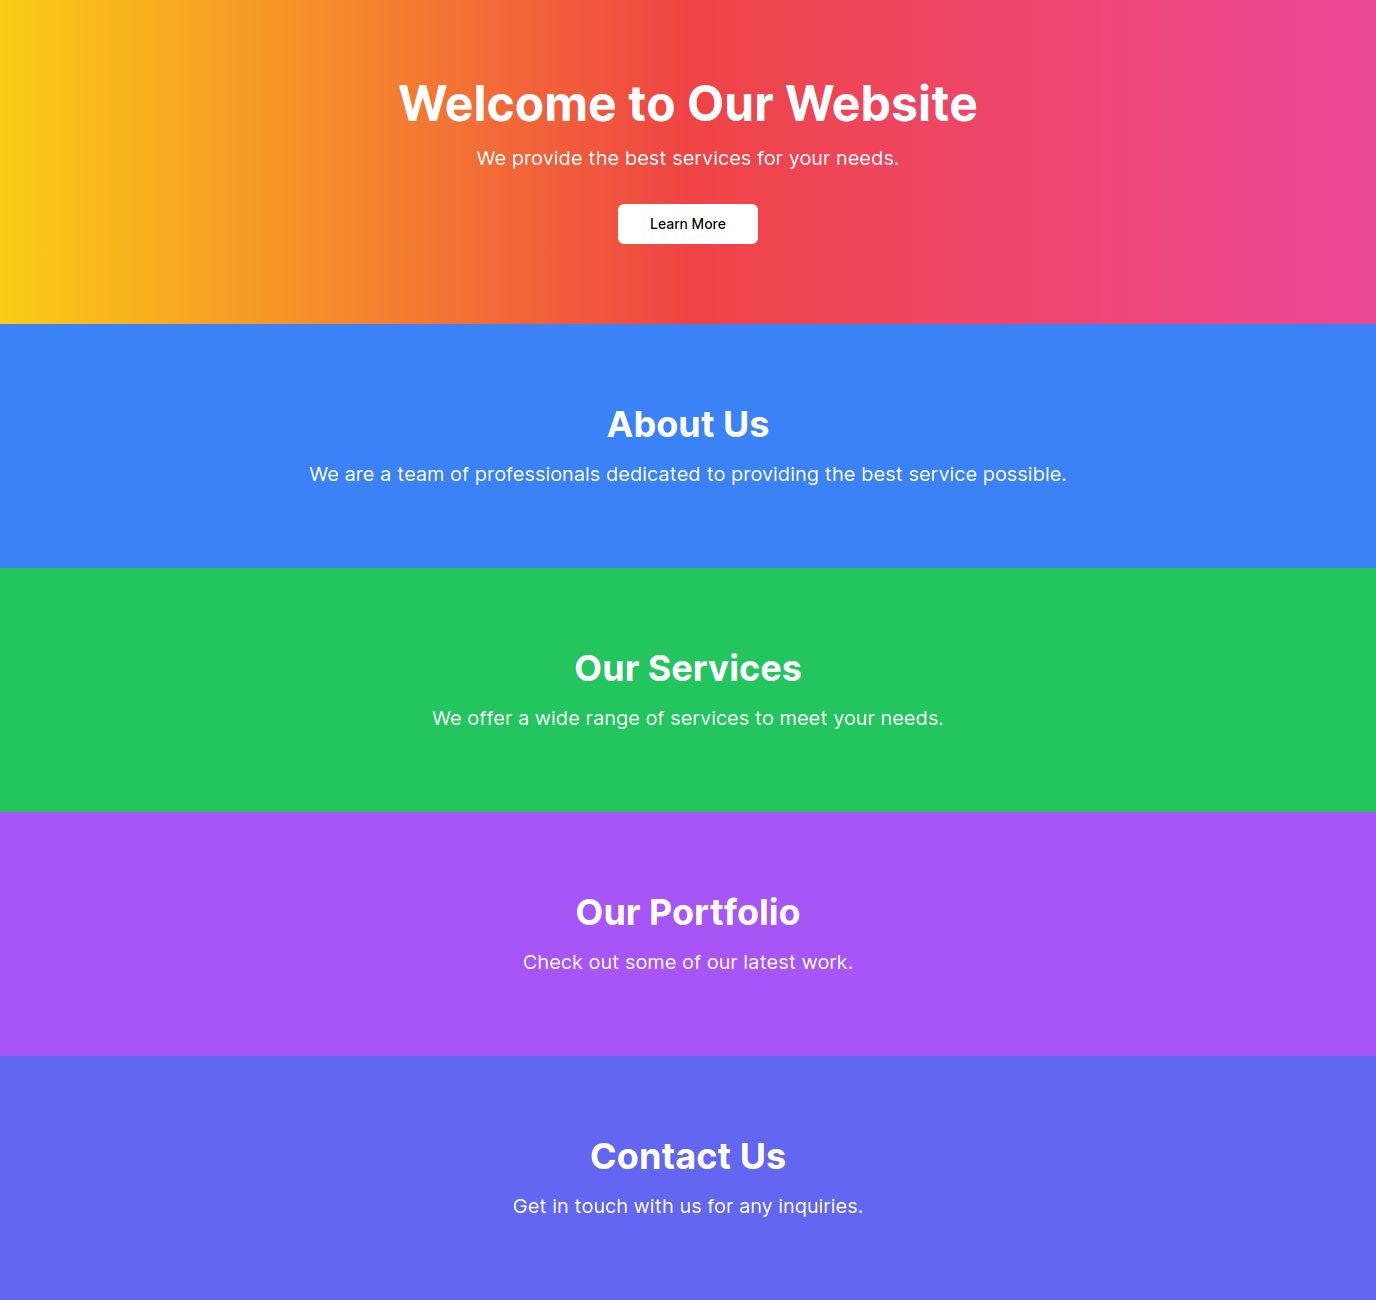 Welcome to Our Website
We provide the best services for your needs.
Learn More
About Us
We are a team of professionals dedicated to providing the best service possible.
Our Services
We offer a wide range of services to meet your needs.
Our Portfolio
Check out some of our latest work.
Contact Us
Get in touch with us for any inquiries.